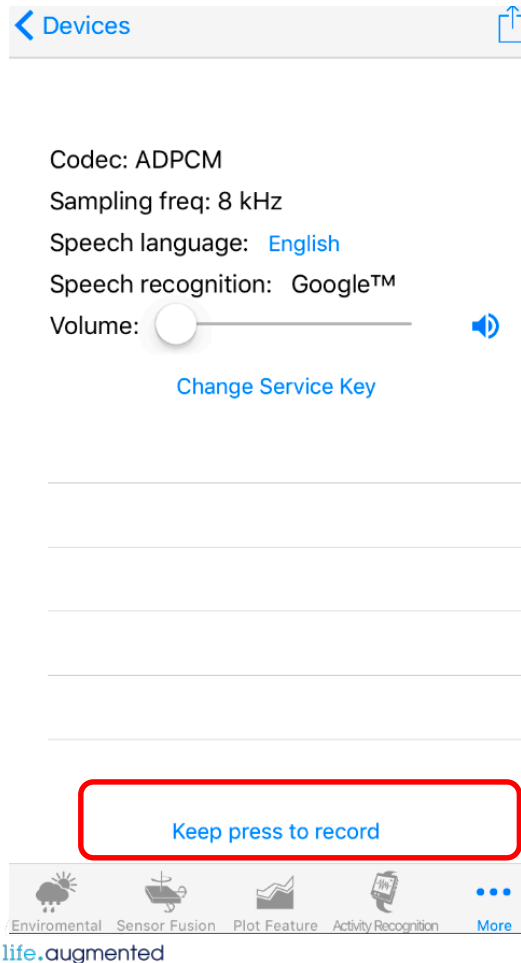 Devices
Codec: ADPCM
Sampling freq: 8 kHz
Speech language: English
Speech recognition: Google™
Volume:
Change Service Key
Keep press to record
Enviromental Sensor Fusion Plot Feature Activity Recognition More
life.augmented